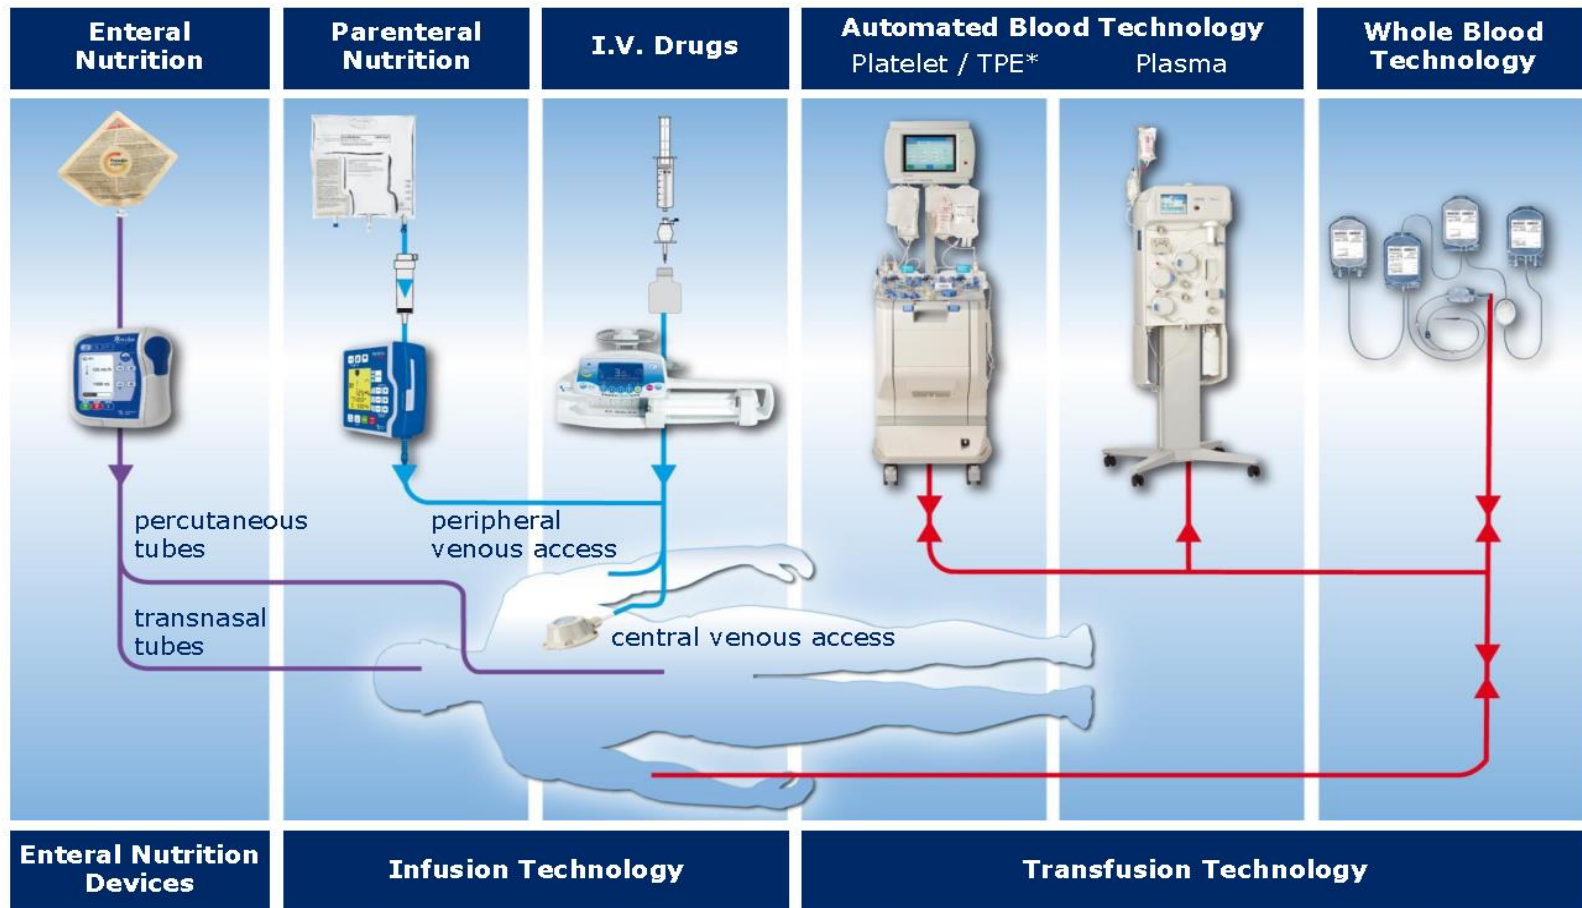 Enteral
Nutrition
Parenteral
Nutrition
I.V. Drugs
Automated Blood Technology
Platelet / TPE*
Plasma
Whole Blood
Technology
percutaneous
tubes
peripheral
venous access
transnasal
tubes
central venous access
Enteral Nutrition
Devices
Infusion Technology
Transfusion Technology